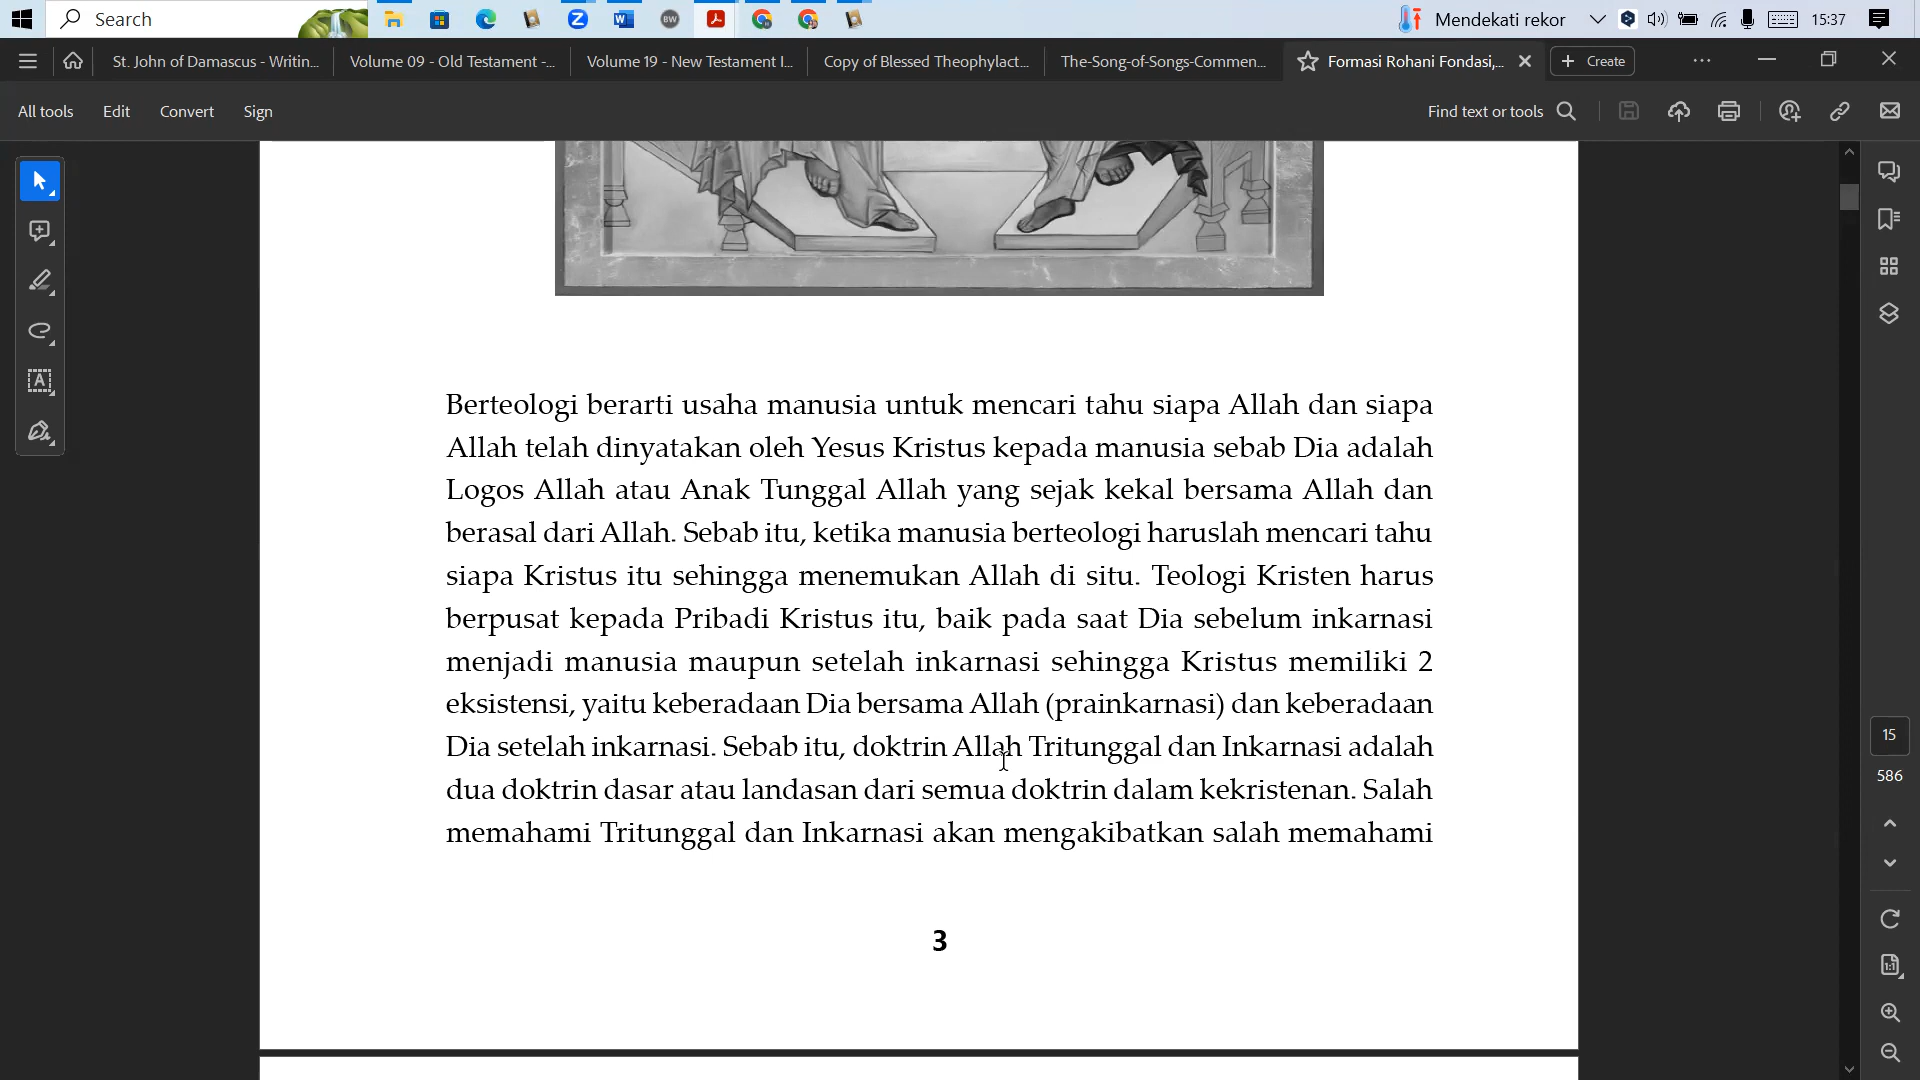 Search
Mendekati rekor
15:37
St. John of Damascus - Writin...
Volume 09 - Old Testament -...
Volume 19 - New Testament I...
Copy of Blessed Theophylact...
The-Song-of-Songs-Commen...
Formasi Rohani Fondasi,...
Create
All tools
Edit
Convert
Sign
Find text or tools
Berteologi berarti usaha manusia untuk mencari tahu siapa Allah dan siapa
Allah telah dinyatakan oleh Yesus Kristus kepada manusia sebab Dia adalah
Logos Allah atau Anak Tunggal Allah yang sejak kekal bersama Allah dan
berasal dari Allah. Sebab itu, ketika manusia berteologi haruslah mencari tahu
siapa Kristus itu sehingga menemukan Allah di situ. Teologi Kristen harus
berpusat kepada Pribadi Kristus itu, baik pada saat Dia sebelum inkarnasi
menjadi manusia maupun setelah inkarnasi sehingga Kristus memiliki 2
eksistensi, yaitu keberadaan Dia bersama Allah (prainkarnasi) dan keberadaan
Dia setelah inkarnasi. Sebab itu, doktrin Allah Tritunggal dan Inkarnasi adalah
dua doktrin dasar atau landasan dari semua doktrin dalam kekristenan. Salah
memahami Tritunggal dan Inkarnasi akan mengakibatkan salah memahami
3
15
586